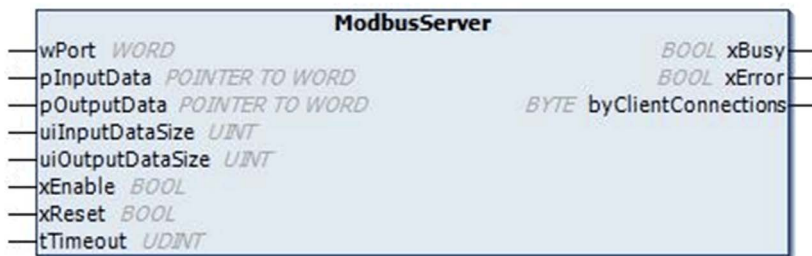 ModbusServer
wPort WORD BOOL xBusy
pInputData POINTER TO WORD BOOL xError
pOutputData POINTER TO WORD BYTE byClientConnections
uiInputDataSize UINT
uiOutputDataSize UINT
xEnable BOOL
xReset BOOL
tTimeout UDINT